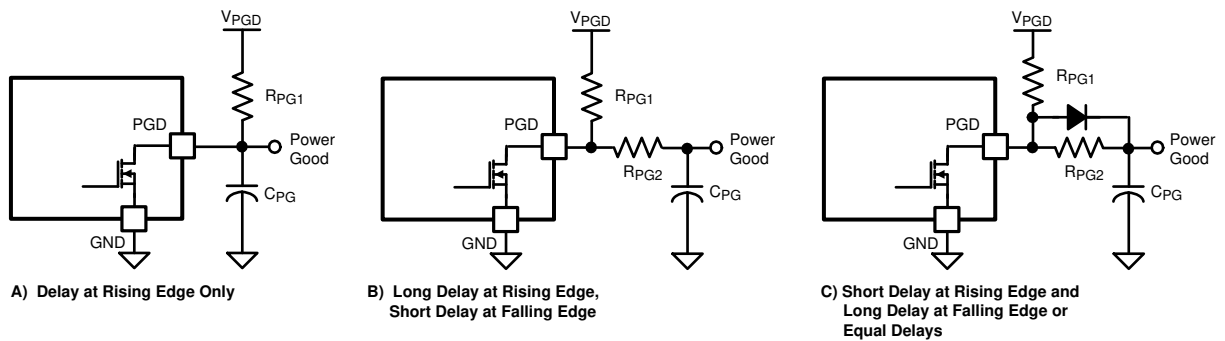 VPGD
RPG1
PGD
Power
Good
CPG
GND
A) Delay at Rising Edge Only
VPGD
RPG1
PGD
RPG2
Power
Good
CPG
GND
B) Long Delay at Rising Edge,
Short Delay at Falling Edge
VPGD
RPG1
PGD
RPG2
Power
Good
CPG
GND
C) Short Delay at Rising Edge and
Long Delay at Falling Edge or
Equal Delays